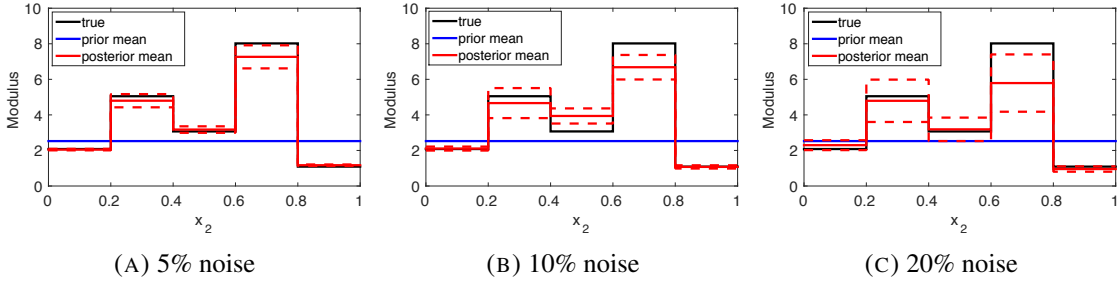 10
8
6
4
2
0
Modulus
true
prior mean
posterior mean
0 0.2 0.4 0.6 0.8 1
x2
(A) 5% noise
10
8
6
4
2
0
Modulus
true
prior mean
posterior mean
0 0.2 0.4 0.6 0.8 1
x2
(B) 10% noise
10
8
6
4
2
0
Modulus
true
prior mean
posterior mean
0 0.2 0.4 0.6 0.8 1
x2
(C) 20% noise